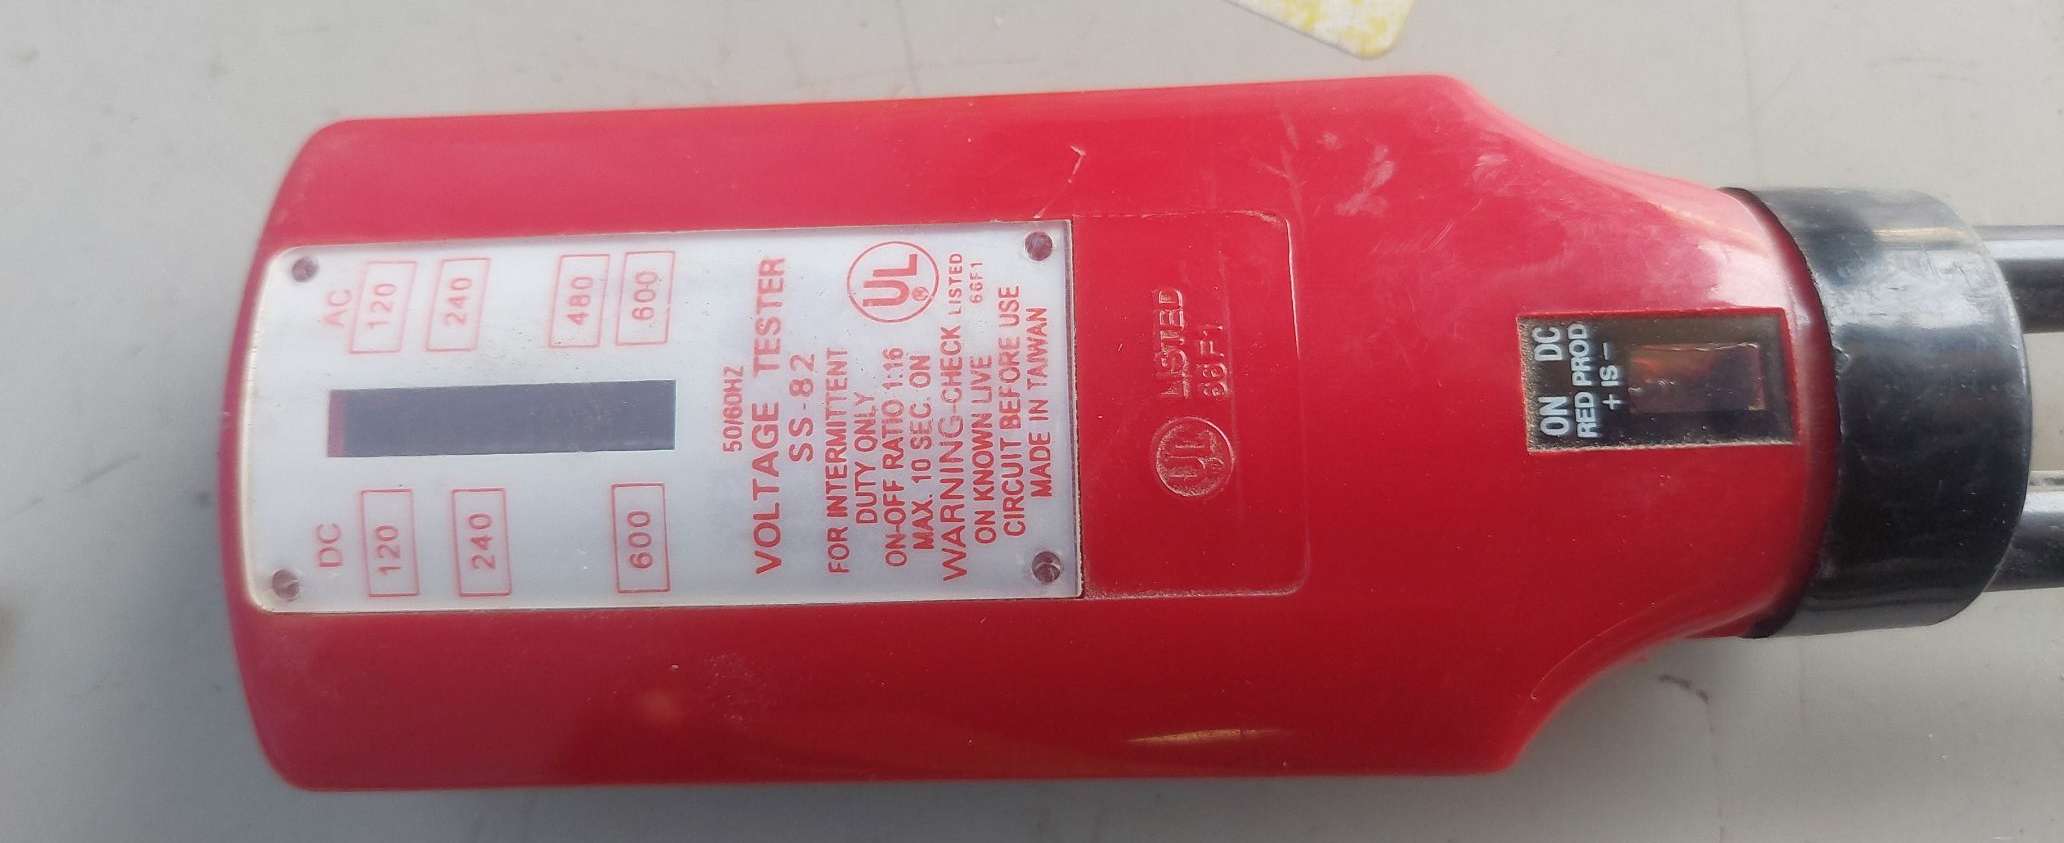 AC
120
240
480
600
DC
120
240
600
50/60HZ
VOLTAGE TESTER
SS-82
FOR INTERMITTENT
DUTY ONLY
ON-OFF RATIO 1:16
MAX. 10 SEC. ON
WARNING-CHECK
ON KNOWN LIVE
CIRCUIT BEFORE USE
MADE IN TAIWAN
UL ®
LISTED
66F1
UL LISTED
66F1
ON DC
RED PROD
+ IS -